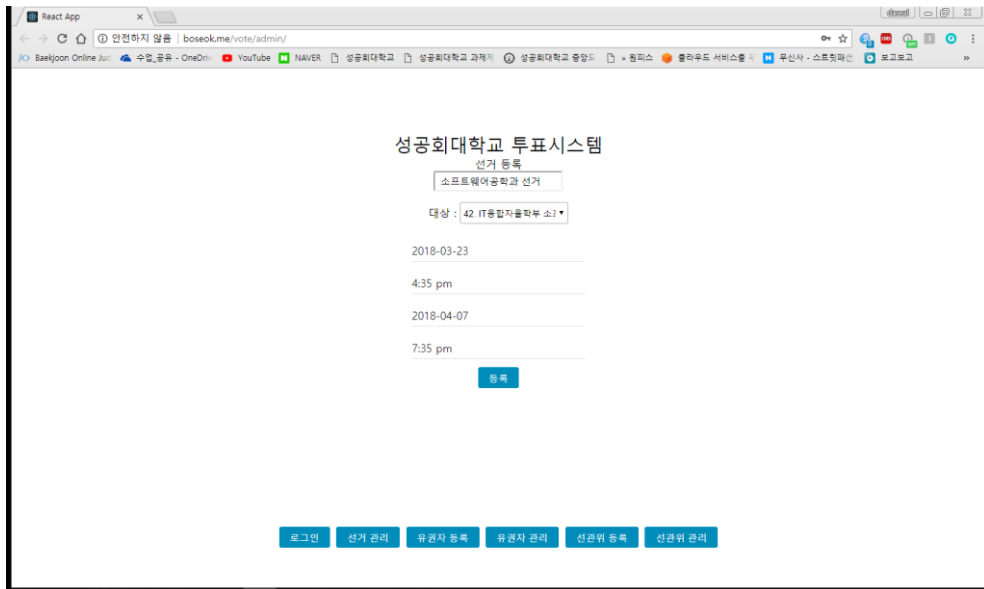 React App
안전하지 않음 | boseok.me/vote/admin/
Baekjoon Online Jud 수업_공유 - OneDriv YouTube NAVER 성공회대학교 성공회대학교 과제제 성공회대학교 중앙도 » 원피스 클라우드 서비스를 무신사 - 스트릿패션 보고보고 »
성공회대학교 투표시스템
선거 등록
소프트웨어공학과 선거
대상 : 42. IT융합자율학부 소
2018-03-23
4:35 pm
2018-04-07
7:35 pm
등록
로그인 선거 관리 유권자 등록 유권자 관리 선관위 등록 선관위 관리